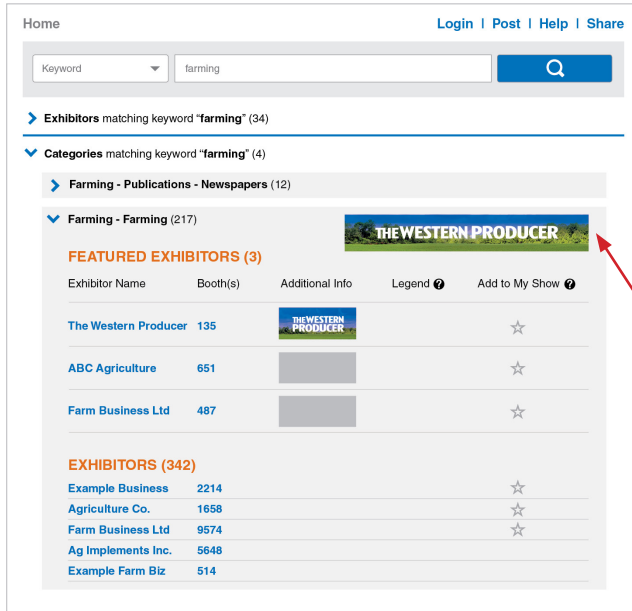 Home
Login | Post | Help | Share
Keyword
farming
Exhibitors matching keyword “farming” (34)
Categories matching keyword “farming” (4)
Farming - Publications - Newspapers (12)
Farming - Farming (217)
THE WESTERN PRODUCER
FEATURED EXHIBITORS (3)
Exhibitor Name Booth(s) Additional Info Legend ? Add to My Show ?
The Western Producer 135
THE WESTERN
PRODUCER
ABC Agriculture 651
Farm Business Ltd 487
EXHIBITORS (342)
Example Business 2214
Agriculture Co. 1658
Farm Business Ltd 9574
Ag Implements Inc. 5648
Example Farm Biz 514